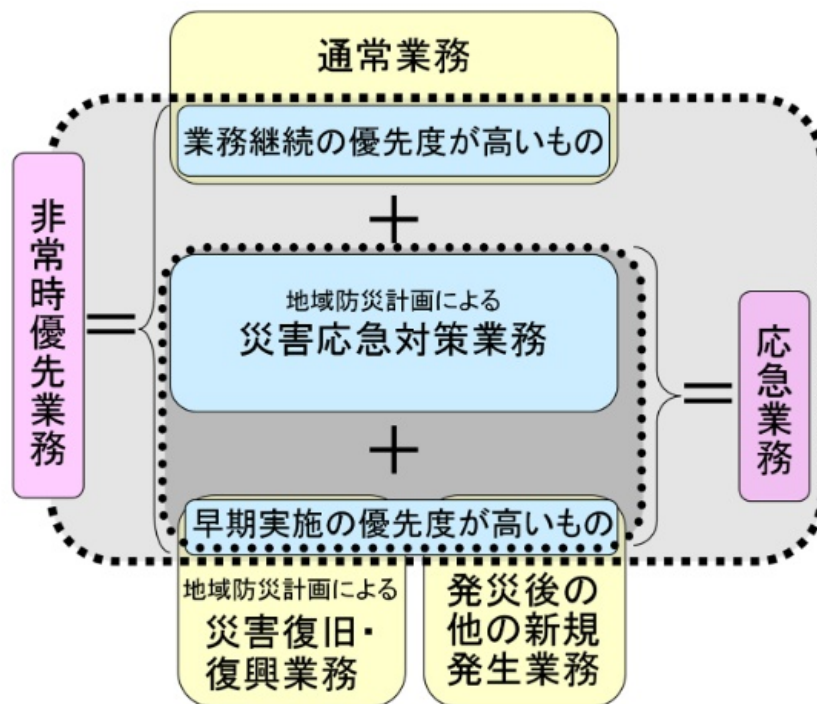 通常業務
業務継続の優先度が高いもの
+
非常時優先業務
=
地域防災計画による
災害応急対策業務
=
応急業務
+
早期実施の優先度が高いもの
地域防災計画による
災害復旧・
復興業務
発災後の
他の新規
発生業務